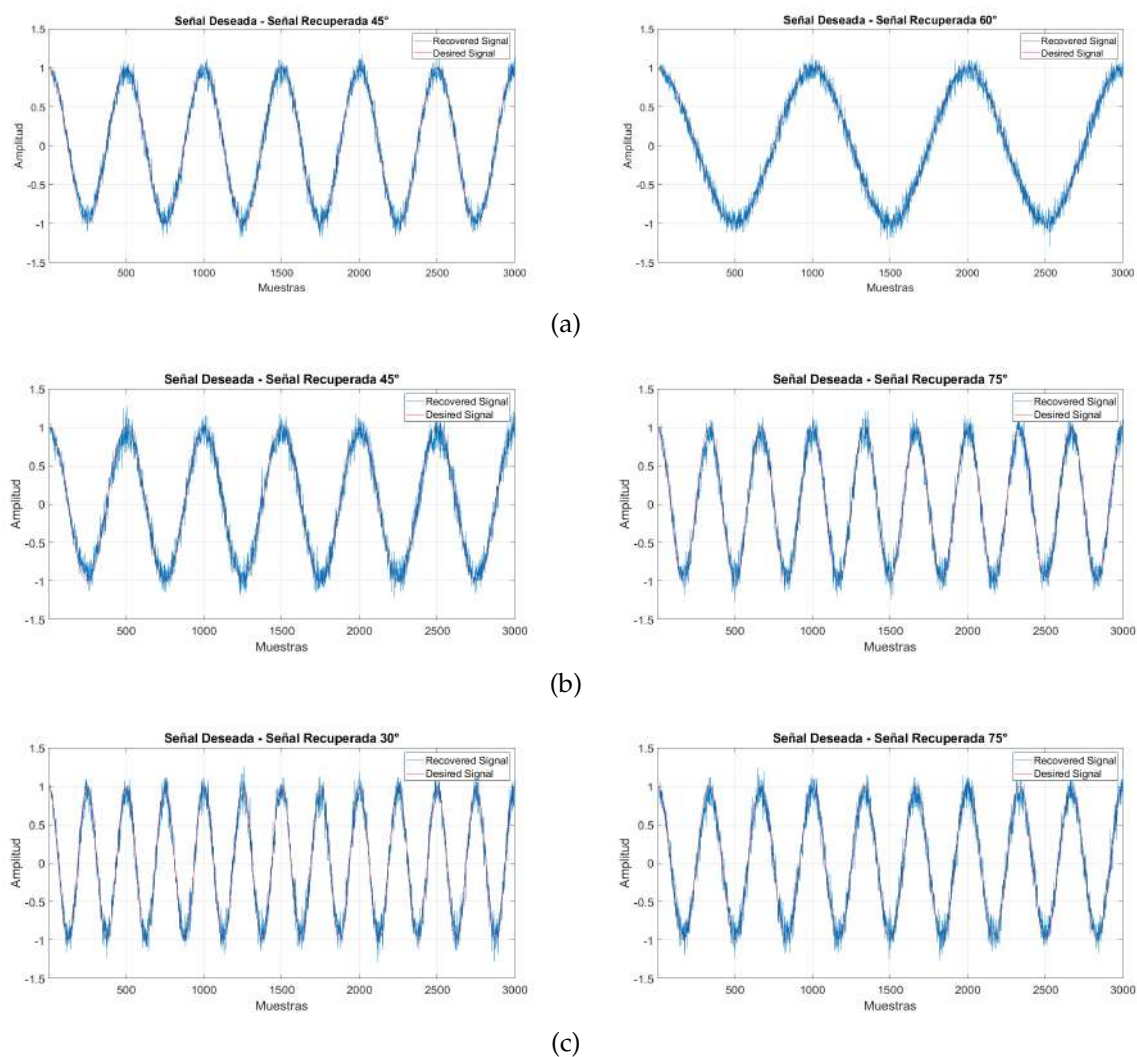 Señal Deseada - Señal Recuperada 45°
Recovered Signal
Desired Signal
Amplitud
1.5
1
0.5
0
-0.5
-1
-1.5
500 1000 1500 2000 2500 3000
Muestras
Señal Deseada - Señal Recuperada 60°
Recovered Signal
Desired Signal
Amplitud
1.5
1
0.5
0
-0.5
-1
-1.5
500 1000 1500 2000 2500 3000
Muestras
(a)
Señal Deseada - Señal Recuperada 45°
Recovered Signal
Desired Signal
Amplitud
1.5
1
0.5
0
-0.5
-1
-1.5
500 1000 1500 2000 2500 3000
Muestras
Señal Deseada - Señal Recuperada 75°
Recovered Signal
Desired Signal
Amplitud
1.5
1
0.5
0
-0.5
-1
-1.5
500 1000 1500 2000 2500 3000
Muestras
(b)
Señal Deseada - Señal Recuperada 30°
Recovered Signal
Desired Signal
Amplitud
1.5
1
0.5
0
-0.5
-1
-1.5
500 1000 1500 2000 2500 3000
Muestras
Señal Deseada - Señal Recuperada 75°
Recovered Signal
Desired Signal
Amplitud
1.5
1
0.5
0
-0.5
-1
-1.5
500 1000 1500 2000 2500 3000
Muestras
(c)